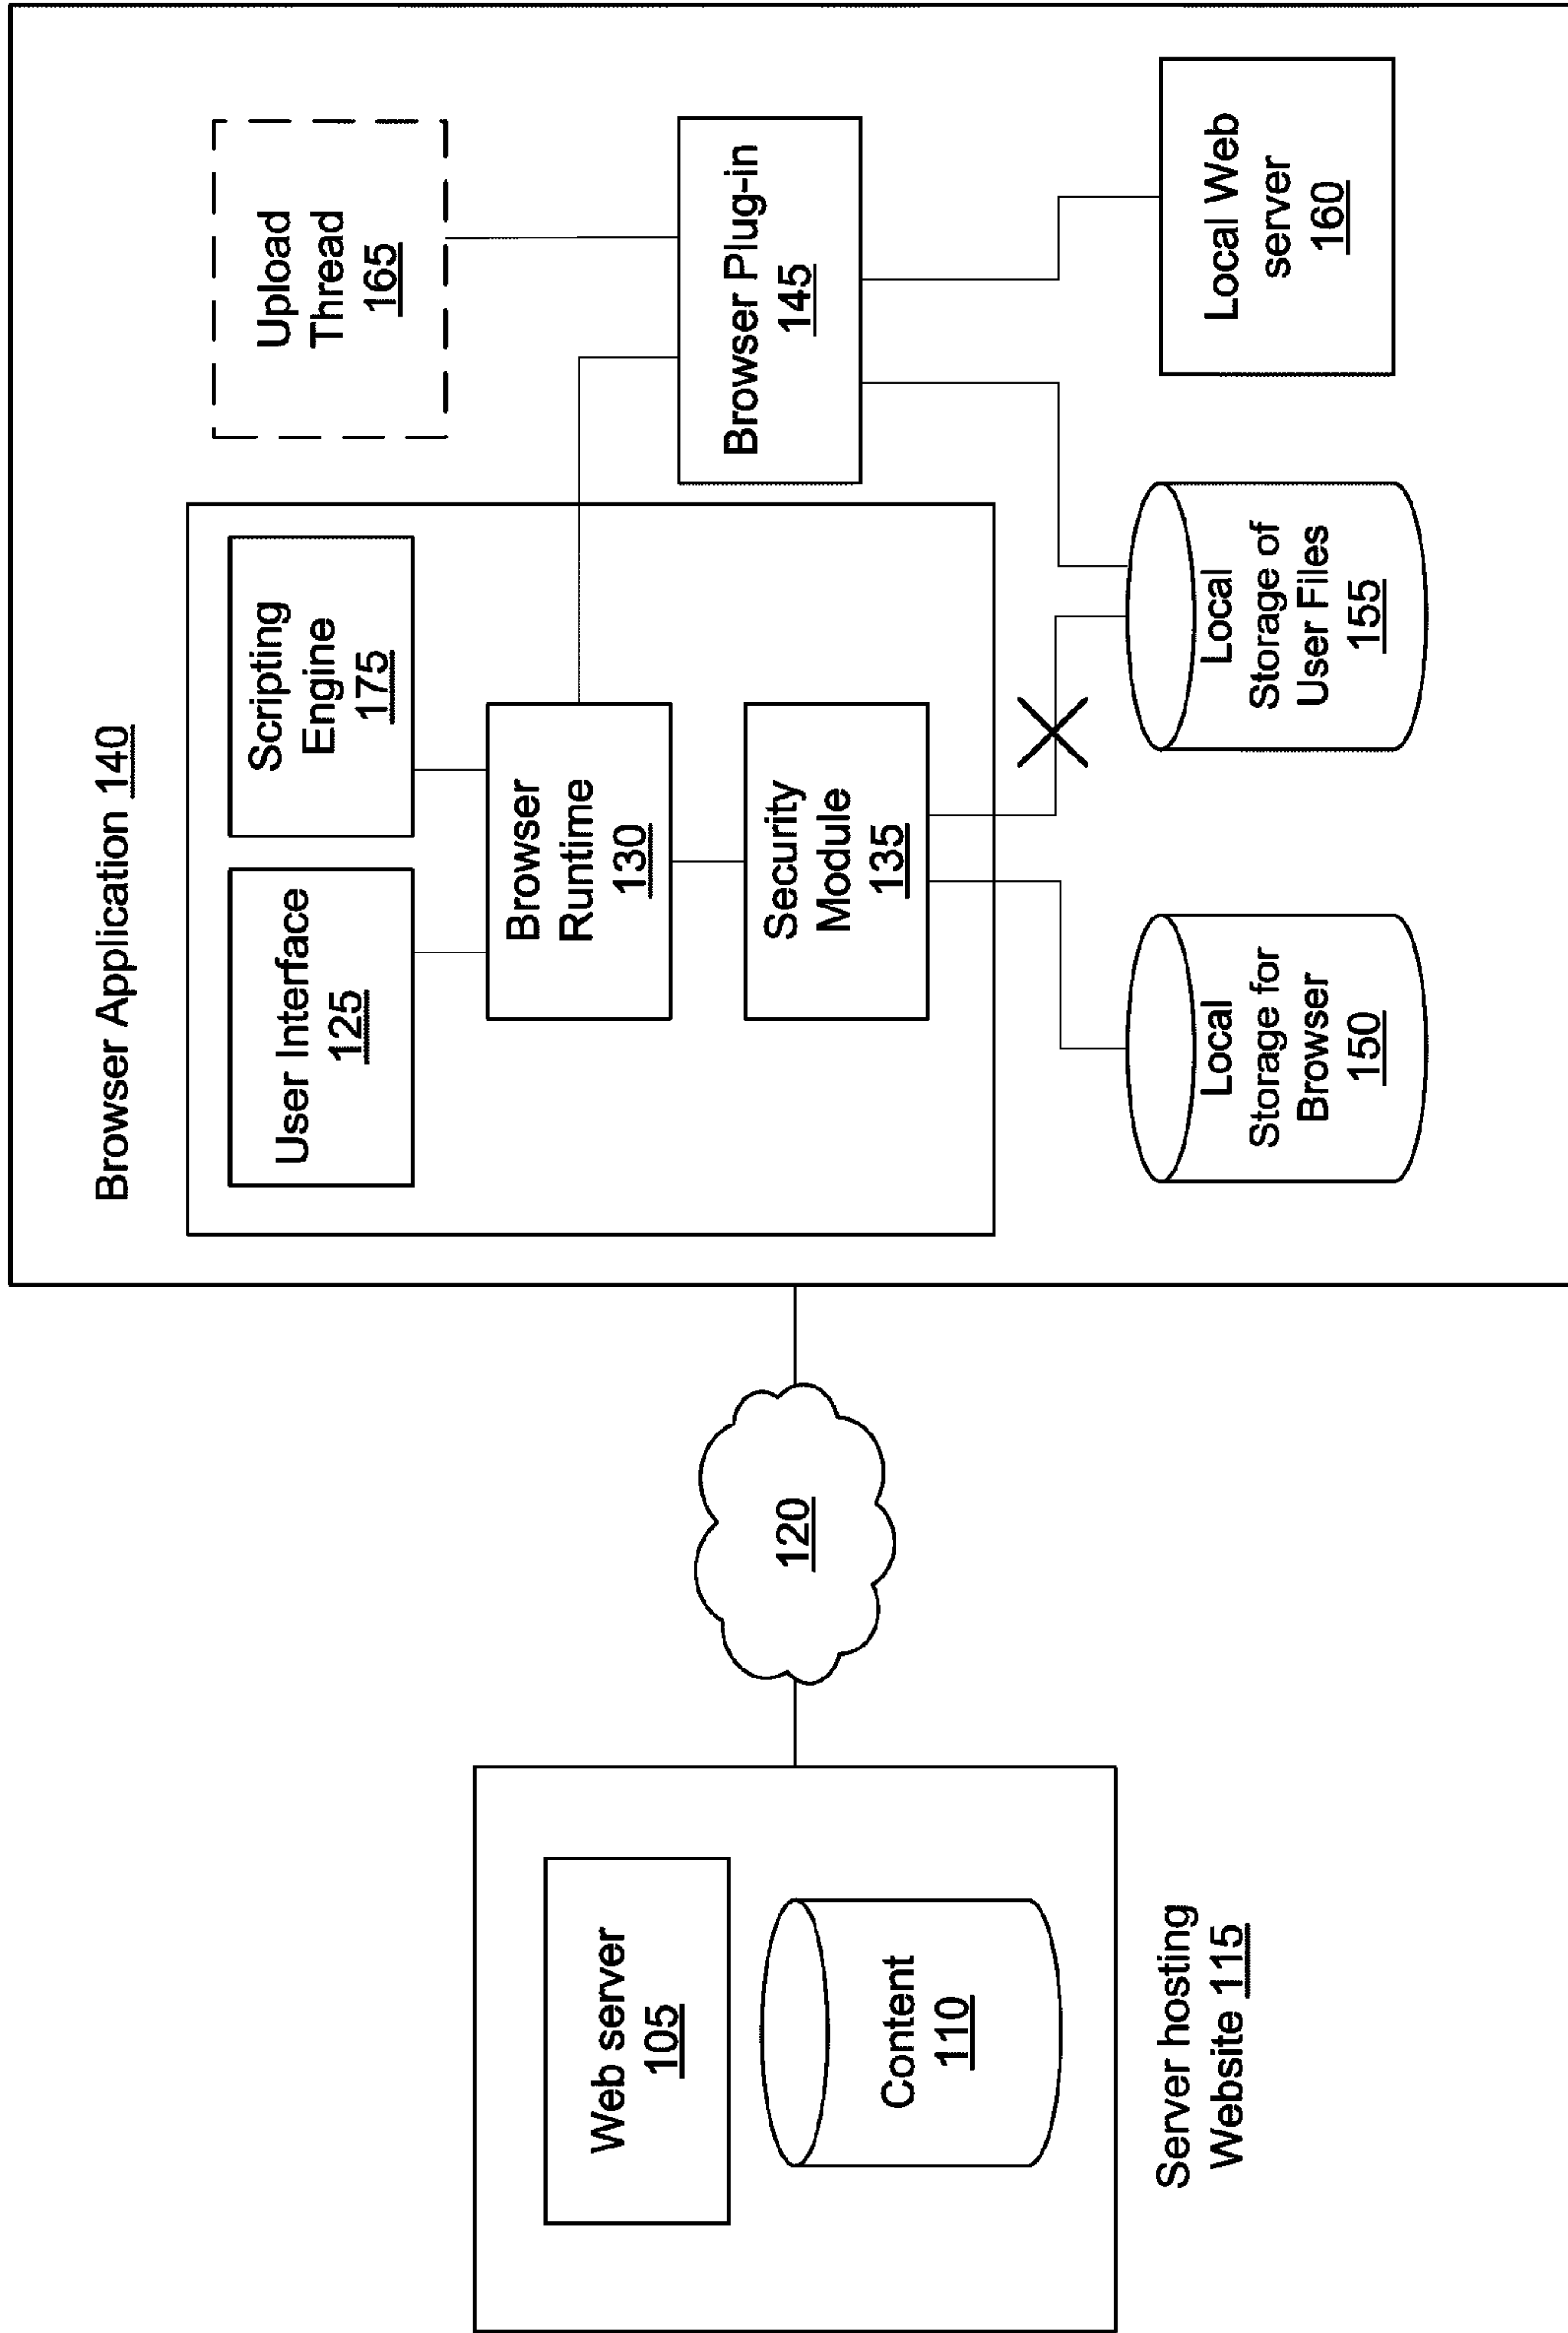 Browser Application 140
User Interface
125
Scripting
Engine
175
Upload
Thread
165
Browser
Runtime
130
Browser Plug-in
145
Security
Module
135
Local
Storage for
Browser
150
Local
Storage of
User Files
155
Local Web
server
160
120
Web server
105
Content
110
Server hosting
Website 115